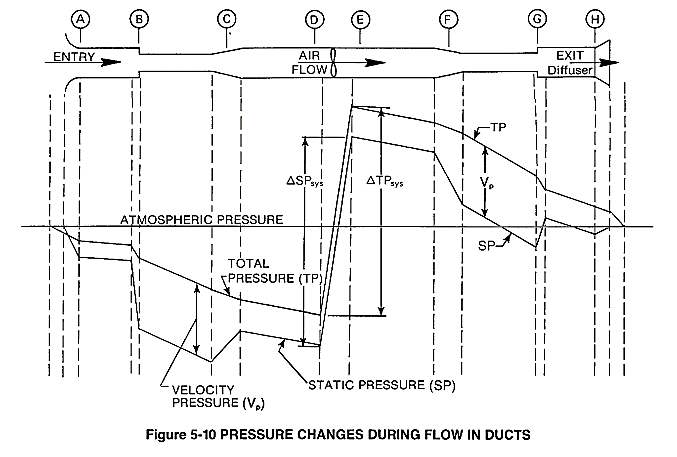 A B C D E F G H
ENTRY
AIR
FLOW
EXIT
Diffuser
TP
ΔSPsys
ΔTPsys
Vp
ATMOSPHERIC PRESSURE
SP
TOTAL
PRESSURE (TP)
STATIC PRESSURE (SP)
VELOCITY
PRESSURE (Vp)
Figure 5-10 PRESSURE CHANGES DURING FLOW IN DUCTS